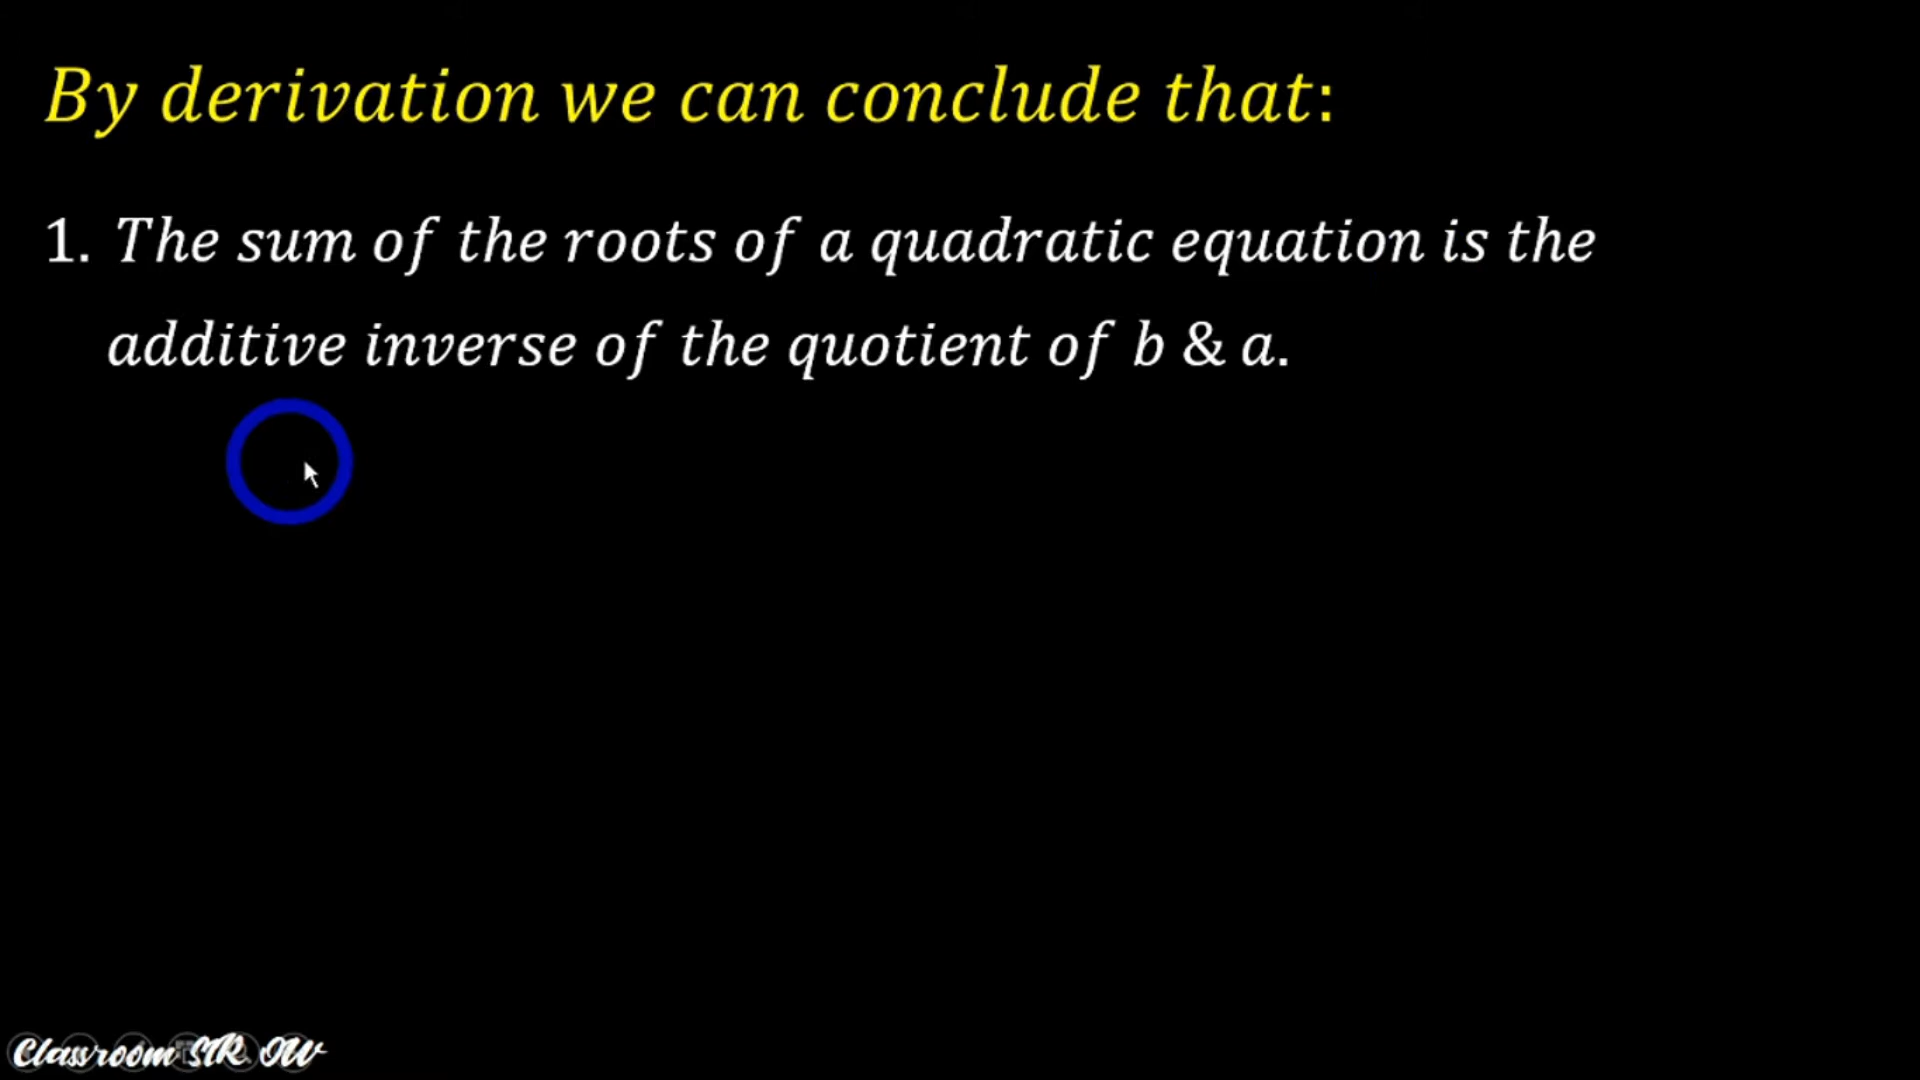 By derivation we can conclude that:
1. The sum of the roots of a quadratic equation is the
additive inverse of the quotient of b & a.
Classroom STR OW